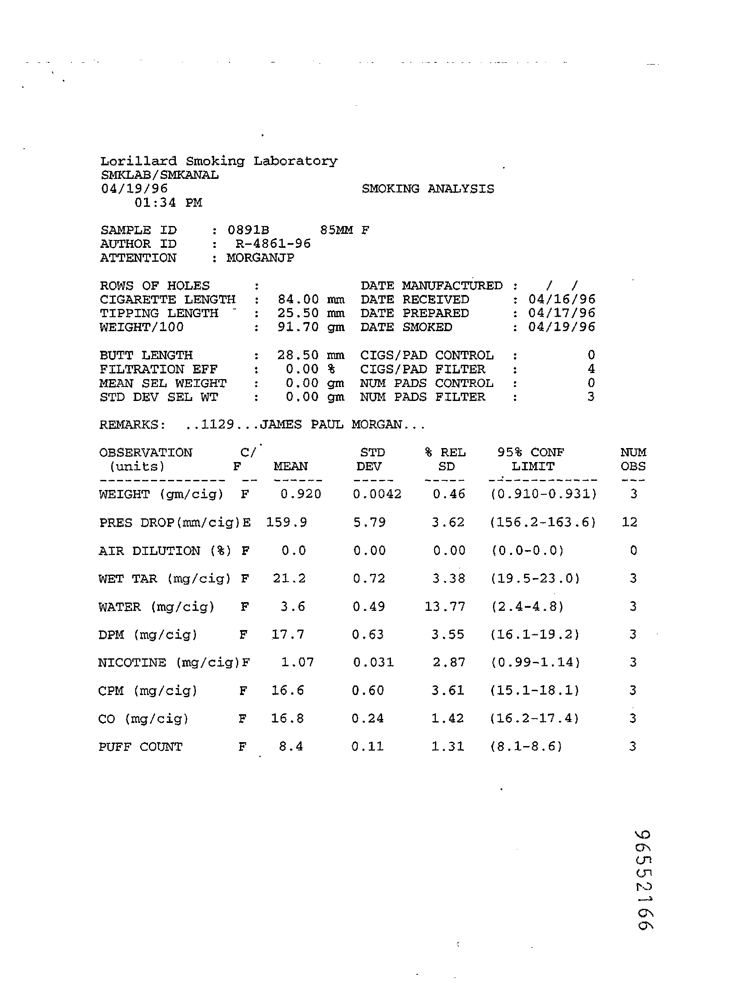 Lorillard Smoking Laboratory
SMKLAB/SMKANAL
04/19/96 SMOKING ANALYSIS
01:34 PM
SAMPLE ID : 0891B 85MM F
AUTHOR ID : R-4861-96
ATTENTION : MORGANJP
ROWS OF HOLES : DATE MANUFACTURED : / /
CIGARETTE LENGTH : 84.00 mm DATE RECEIVED : 04/16/96
TIPPING LENGTH : 25.50 mm DATE PREPARED : 04/17/96
WEIGHT/100 : 91.70 gm DATE SMOKED : 04/19/96
BUTT LENGTH : 28.50 mm CIGS/PAD CONTROL : 0
FILTRATION EFF : 0.00 % CIGS/PAD FILTER : 4
MEAN SEL WEIGHT : 0.00 gm NUM PADS CONTROL : 0
STD DEV SEL WT : 0.00 gm NUM PADS FILTER : 3
REMARKS: ..1129...JAMES PAUL MORGAN...
OBSERVATION C/ STD % REL 95% CONF NUM
(units) F MEAN DEV SD LIMIT OBS
--------------- -- ------ ----- ----- ------------- ---
WEIGHT (gm/cig) F 0.920 0.0042 0.46 (0.910-0.931) 3
PRES DROP(mm/cig)E 159.9 5.79 3.62 (156.2-163.6) 12
AIR DILUTION (%) F 0.0 0.00 0.00 (0.0-0.0) 0
WET TAR (mg/cig) F 21.2 0.72 3.38 (19.5-23.0) 3
WATER (mg/cig) F 3.6 0.49 13.77 (2.4-4.8) 3
DPM (mg/cig) F 17.7 0.63 3.55 (16.1-19.2) 3
NICOTINE (mg/cig)F 1.07 0.031 2.87 (0.99-1.14) 3
CPM (mg/cig) F 16.6 0.60 3.61 (15.1-18.1) 3
CO (mg/cig) F 16.8 0.24 1.42 (16.2-17.4) 3
PUFF COUNT F 8.4 0.11 1.31 (8.1-8.6) 3
96552166